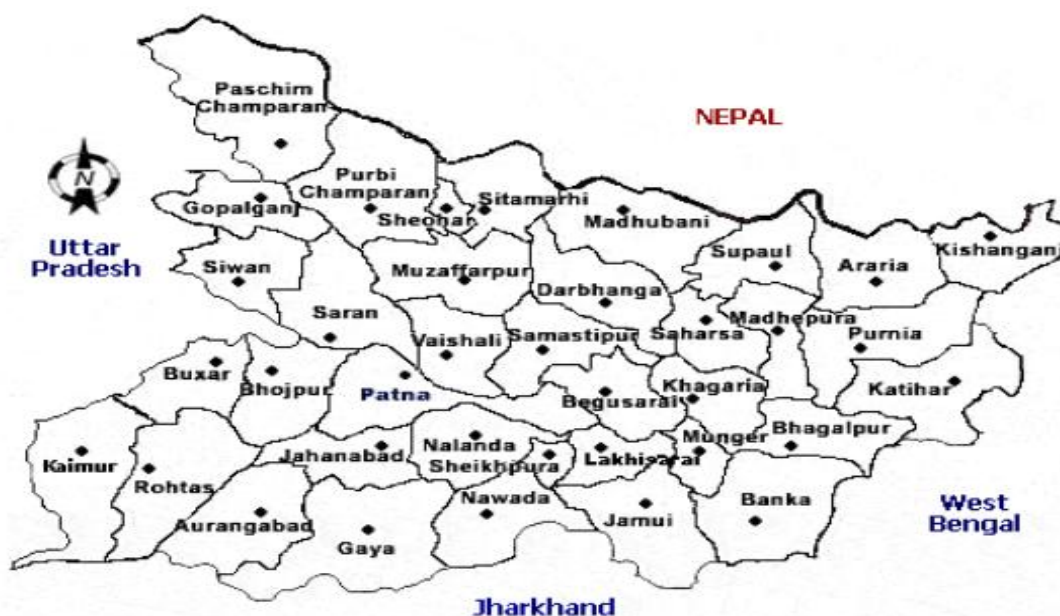 Paschim
Champaran
NEPAL
N
Purbi
Champaran
Sitamarhi
Gopalganj
Sheohar
Madhubani
Uttar
Pradesh
Siwan
Muzaffarpur
Supaul
Araria
Kishanganj
Darbhanga
Saran
Vaishali
Samastipur
Saharsa
Madhepura
Purnia
Buxar
Bhojpur
Patna
Begusarai
Khagaria
Katihar
Kaimur
Rohtas
Jahanabad
Nalanda
Sheikhpura
Lakhisarai
Munger
Bhagalpur
Aurangabad
Gaya
Nawada
Jamui
Banka
West
Bengal
Jharkhand